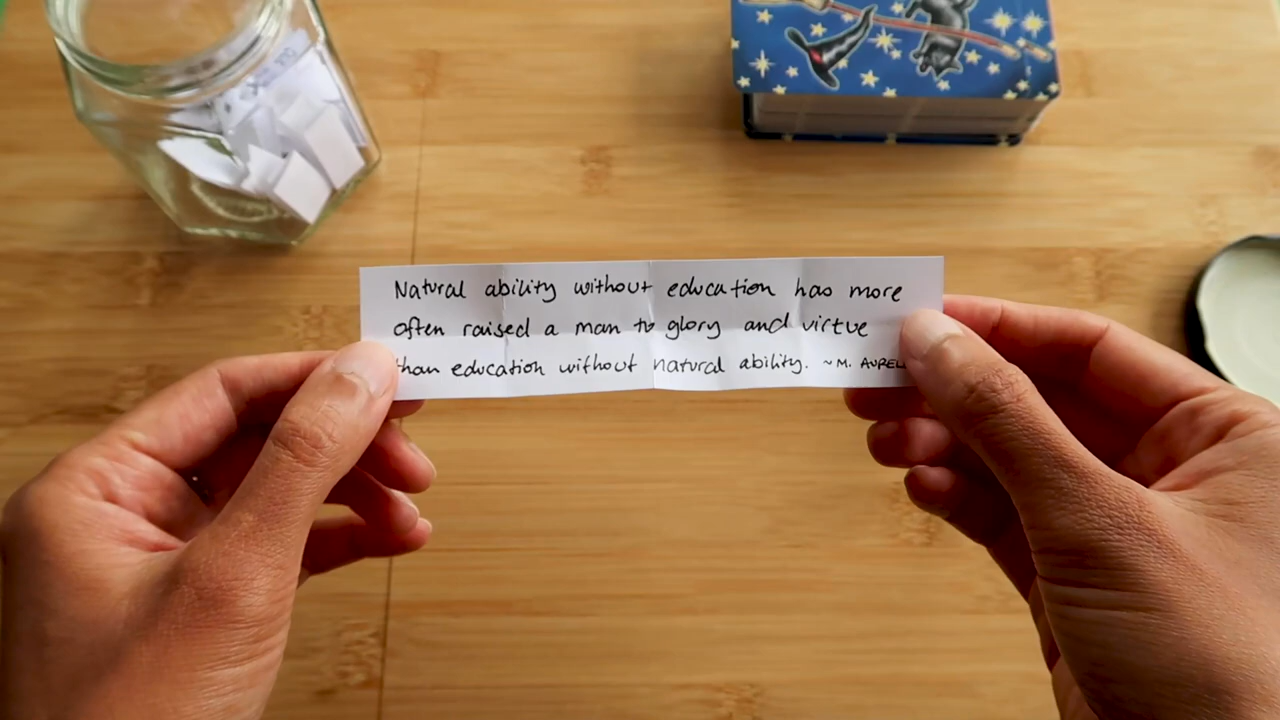 Natural ability without education has more
often raised a man to glory and virtue
than education without natural ability. ~ M. AUREL